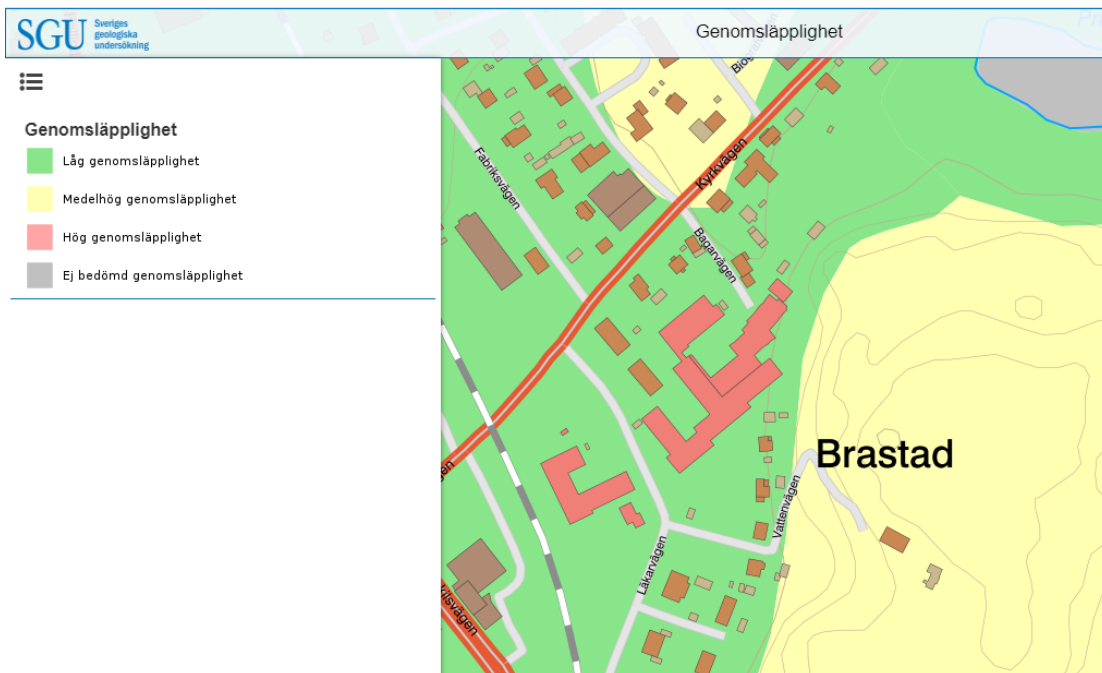 SGU Sveriges
geologiska
undersökning
Genomsläpplighet
Genomsläpplighet
Låg genomsläpplighet
Medelhög genomsläpplighet
Hög genomsläpplighet
Ej bedömd genomsläpplighet
Kyrkvägen
Fabriksvägen
Bagarvägen
Brastad
Vattenvägen
Läkarvägen